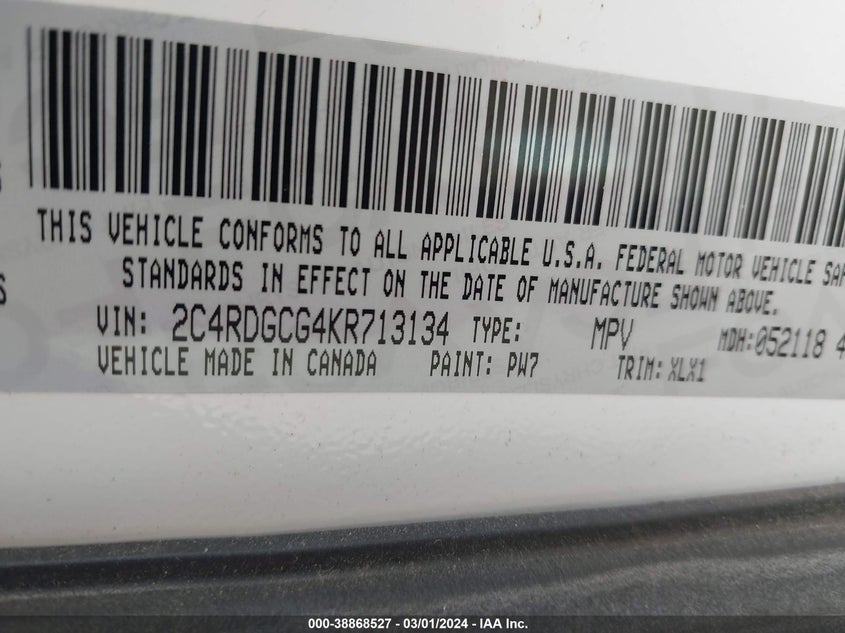 THIS VEHICLE CONFORMS TO ALL APPLICABLE U.S.A. FEDERAL MOTOR VEHICLE SAF
STANDARDS IN EFFECT ON THE DATE OF MANUFACTURE SHOWN ABOVE.
VIN: 2C4RDGCG4KR713134 TYPE: MPV MDH:052118 4
VEHICLE MADE IN CANADA PAINT: PW7 TRIM: XLX1
000-38868527 - 03/01/2024 - IAA Inc.